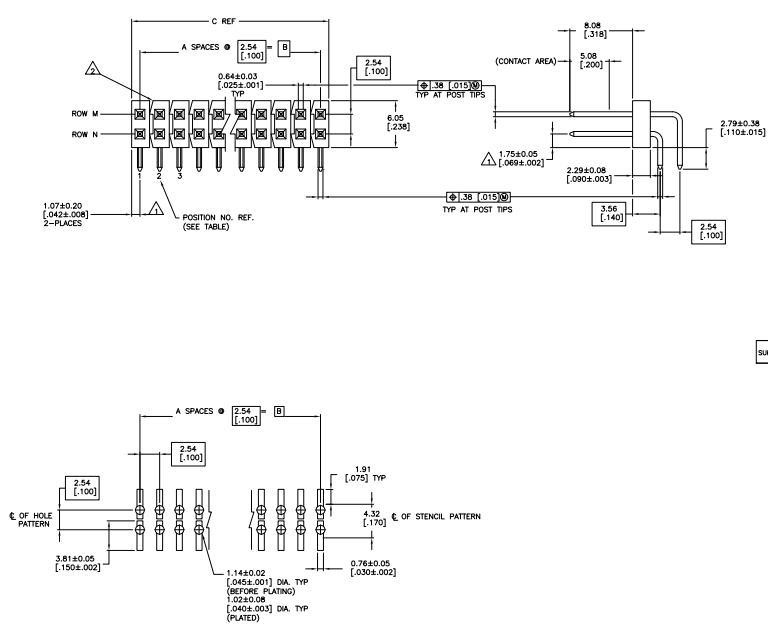 C REF
A SPACES @ 2.54 [.100] = B
2
0.64±0.03
[.025±.001]
TYP
2.54
[.100]
ROW M
ROW N
6.05
[.238]
1 2 3
1.07±0.20
[.042±.008]
2-PLACES
1
POSITION NO. REF.
(SEE TABLE)
⌖ .38 [.015]Ⓜ
TYP AT POST TIPS
8.08
[.318]
(CONTACT AREA)
5.08
[.200]
2.79±0.38
[.110±.015]
1
1.75±0.05
[.069±.002]
2.29±0.08
[.090±.003]
⌖ .38 [.015]Ⓜ
TYP AT POST TIPS
3.56
[.140]
2.54
[.100]
A SPACES @ 2.54 [.100] = B
2.54
[.100]
2.54
[.100]
℄ OF HOLE
PATTERN
3.81±0.05
[.150±.002]
1.91
[.075] TYP
4.32
[.170]
℄ OF STENCIL PATTERN
0.76±0.05
[.030±.002]
1.14±0.02
[.045±.001] DIA. TYP
(BEFORE PLATING)
1.02±0.08
[.040±.003] DIA. TYP
(PLATED)